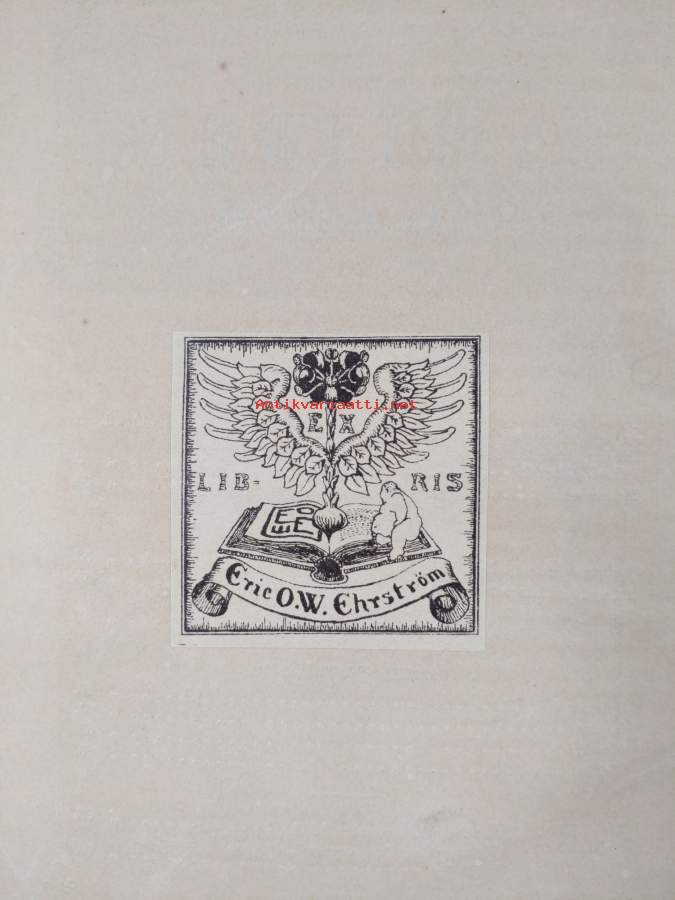 Antikvariaatti.net
EX
LIB-RIS
EOWE
Eric O.W. Ehrström